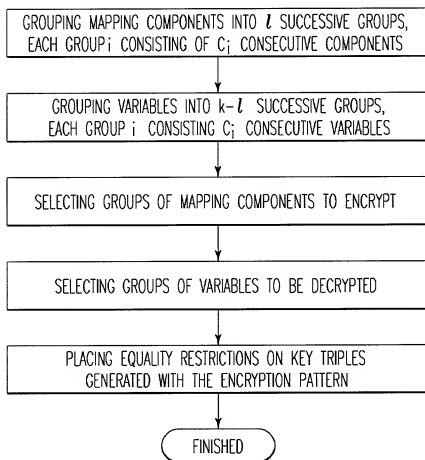 GROUPING MAPPING COMPONENTS INTO l SUCCESSIVE GROUPS,
EACH GROUP i CONSISTING OF Ci CONSECUTIVE COMPONENTS
GROUPING VARIABLES INTO k-l SUCCESSIVE GROUPS,
EACH GROUP i CONSISTING Ci CONSECUTIVE VARIABLES
SELECTING GROUPS OF MAPPING COMPONENTS TO ENCRYPT
SELECTING GROUPS OF VARIABLES TO BE DECRYPTED
PLACING EQUALITY RESTRICTIONS ON KEY TRIPLES
GENERATED WITH THE ENCRYPTION PATTERN
FINISHED